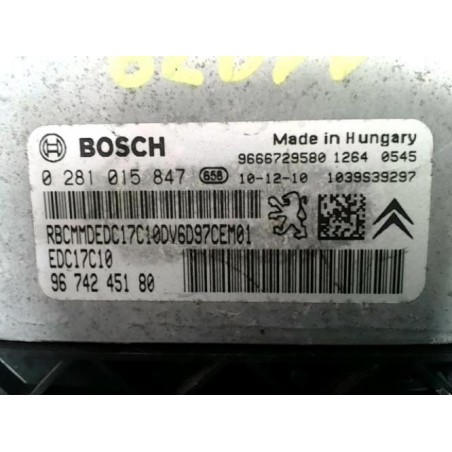 BOSCH
Made in Hungary
9666729580 1264 0545
0 281 015 847 658 10-12-10 1039S39297
RBCMMDEDC17C10DV6D97CEM01
EDC17C10
96 742 451 80